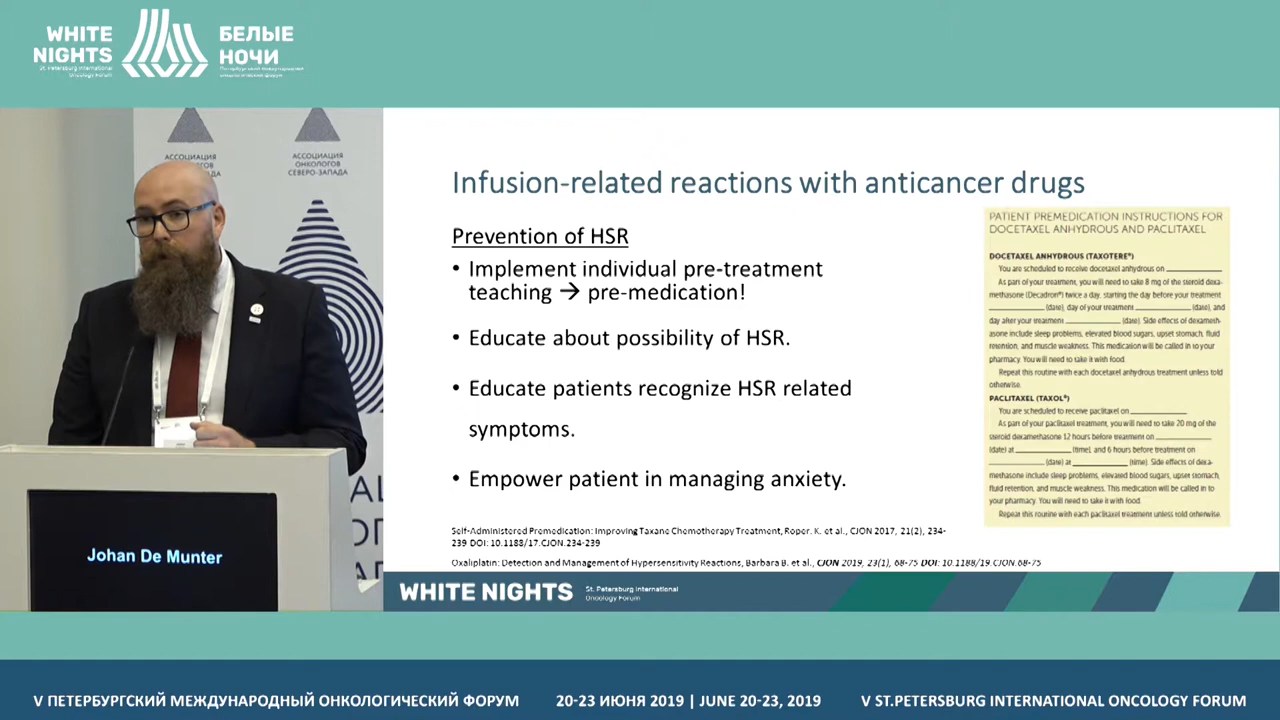 WHITE
NIGHTS
St. Petersburg International
Oncology Forum
БЕЛЫЕ
НОЧИ
Петербургский международный
онкологический форум
АССОЦИАЦИЯ
АССОЦИАЦИЯ
ОНКОЛОГОВ
СЕВЕРО-ЗАПАДА
Johan De Munter
Infusion-related reactions with anticancer drugs
Prevention of HSR
• Implement individual pre-treatment
teaching → pre-medication!
• Educate about possibility of HSR.
• Educate patients recognize HSR related
symptoms.
• Empower patient in managing anxiety.
PATIENT PREMEDICATION INSTRUCTIONS FOR
DOCETAXEL ANHYDROUS AND PACLITAXEL
DOCETAXEL ANHYDROUS (TAXOTERE®)
You are scheduled to receive docetaxel anhydrous on ____________
As part of your treatment, you will need to take 8 mg of the steroid dexa-
methasone (Decadron®) twice a day, starting the day before your treatment
____________ (date), day of your treatment ____________ (date), and
day after your treatment ____________ (date). Side effects of dexameth-
asone include sleep problems, elevated blood sugars, upset stomach, fluid
retention, and muscle weakness. This medication will be called in to your
pharmacy. You will need to take it with food.
Repeat this routine with each docetaxel anhydrous treatment unless told
otherwise.
PACLITAXEL (TAXOL®)
You are scheduled to receive paclitaxel on ____________
As part of your paclitaxel treatment, you will need to take 20 mg of the
steroid dexamethasone 12 hours before treatment on ____________
(date) at ____________ (time), and 6 hours before treatment on
____________ (date) at ____________ (time). Side effects of dexa-
methasone include sleep problems, elevated blood sugars, upset stomach,
fluid retention, and muscle weakness. This medication will be called in to
your pharmacy. You will need to take it with food.
Repeat this routine with each paclitaxel treatment unless told otherwise.
Self-Administered Premedication: Improving Taxane Chemotherapy Treatment, Roper. K. et al., CJON 2017, 21(2), 234-
239 DOI: 10.1188/17.CJON.234-239
Oxaliplatin: Detection and Management of Hypersensitivity Reactions, Barbara B. et al., CJON 2019, 23(1), 68-75 DOI: 10.1188/19.CJON.68-75
WHITE NIGHTS
St. Petersburg International
Oncology Forum
V ПЕТЕРБУРГСКИЙ МЕЖДУНАРОДНЫЙ ОНКОЛОГИЧЕСКИЙ ФОРУМ
20-23 ИЮНЯ 2019 | JUNE 20-23, 2019
V ST.PETERSBURG INTERNATIONAL ONCOLOGY FORUM